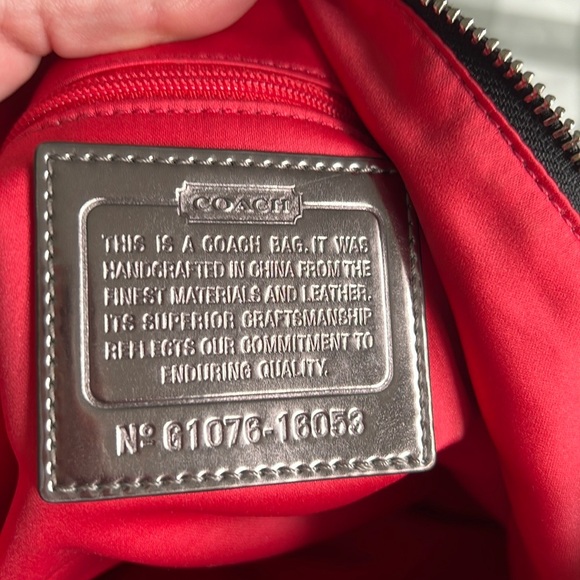 COACH
THIS IS A COACH BAG. IT WAS
HANDCRAFTED IN CHINA FROM THE
FINEST MATERIALS AND LEATHER.
ITS SUPERIOR CRAFTSMANSHIP
REFLECTS OUR COMMITMENT TO
ENDURING QUALITY.
Nº G1076-16053